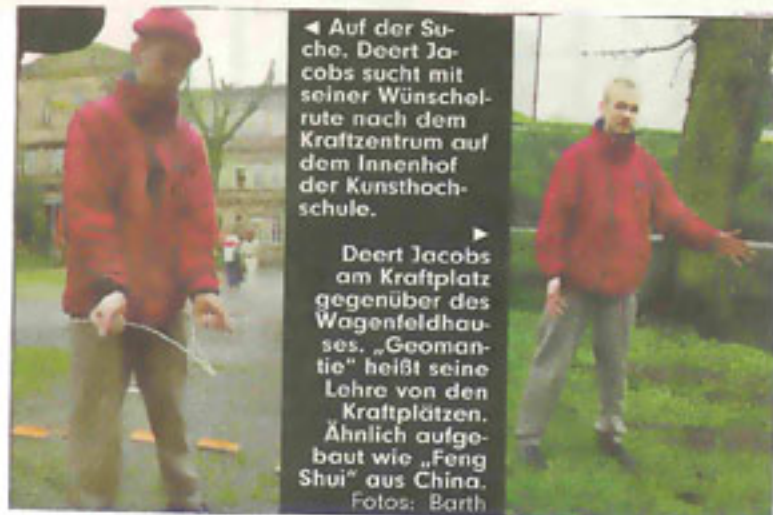 ◄ Auf der Su-
che. Deert Ja-
cobs sucht mit
seiner Wünschel-
rute nach dem
Kraftzentrum auf
dem Innenhof
der Kunsthoch-
schule.
►
Deert Jacobs
am Kraftplatz
gegenüber des
Wagenfeldhau-
ses. „Geoman-
tie" heißt seine
Lehre von den
Kraftplätzen.
Ähnlich aufge-
baut wie „Feng
Shui" aus China.
Fotos: Barth